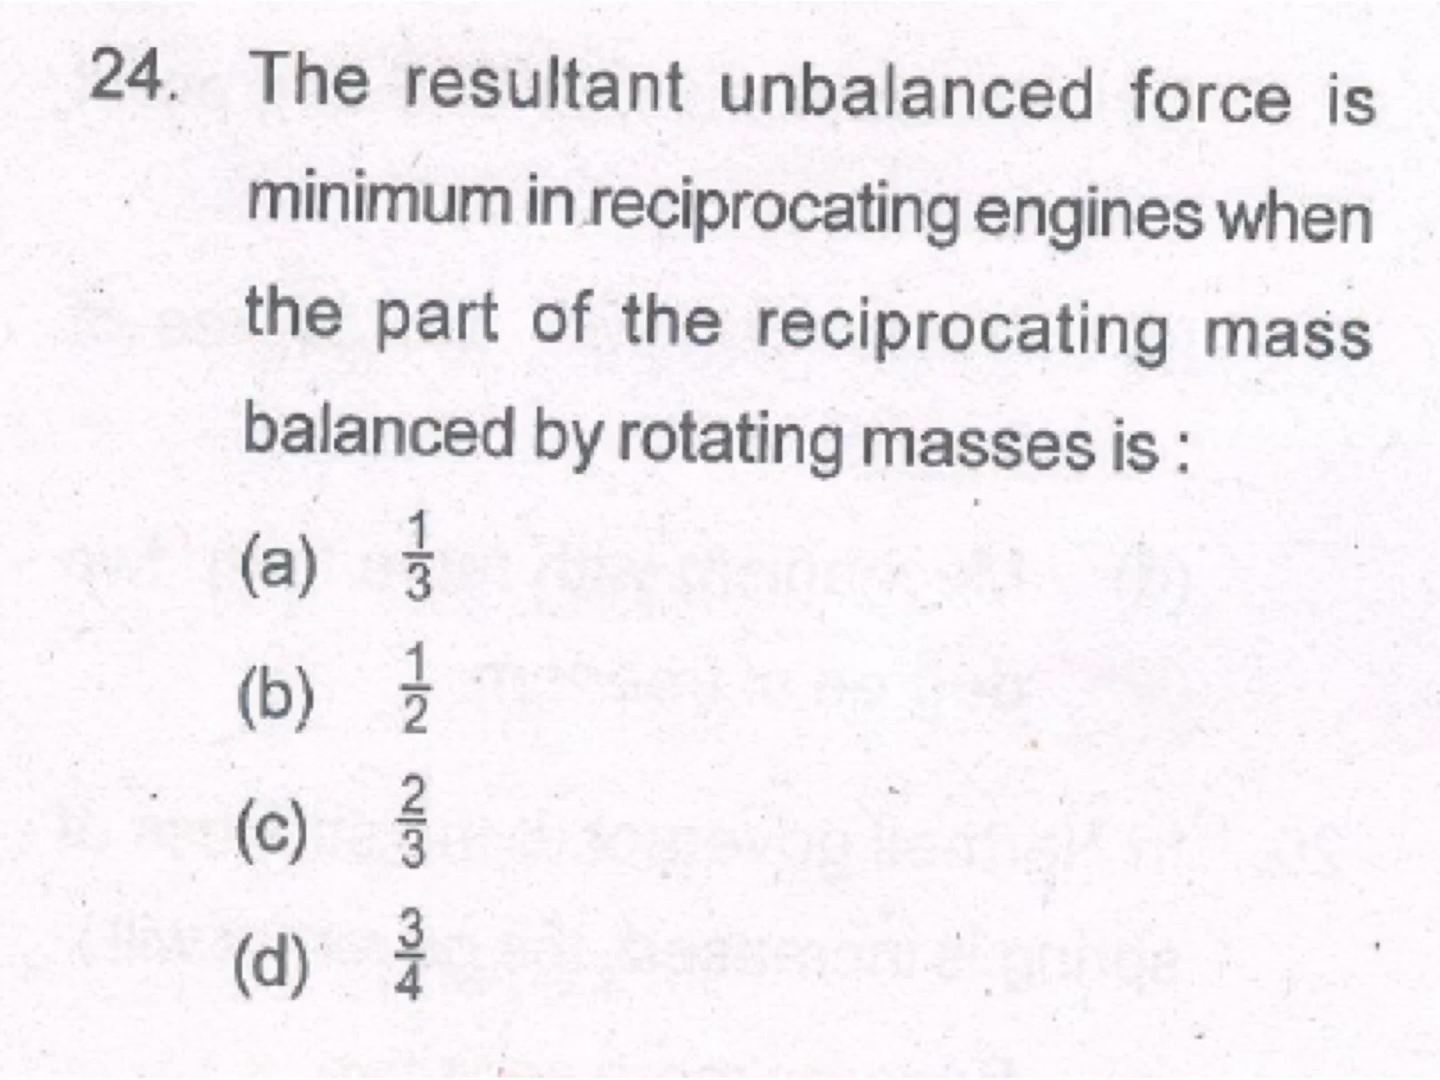 24. The resultant unbalanced force is
minimum in reciprocating engines when
the part of the reciprocating mass
balanced by rotating masses is :
(a) 1/3
(b) 1/2
(c) 2/3
(d) 3/4